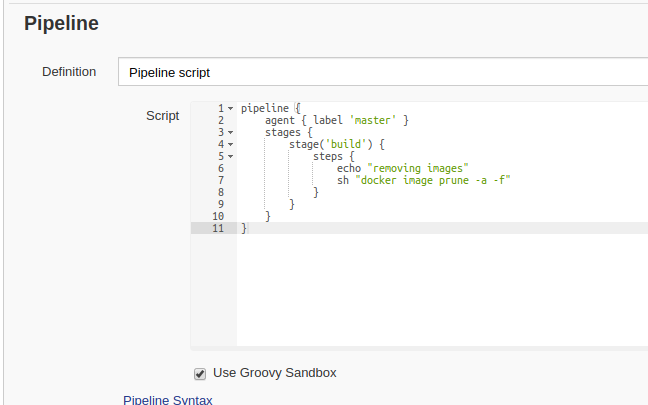 Pipeline
Definition
Pipeline script
Script
1 pipeline {
2     agent { label 'master' }
3     stages {
4         stage('build') {
5             steps {
6                 echo "removing images"
7                 sh "docker image prune -a -f"
8             }
9         }
10     }
11 }
Use Groovy Sandbox
Pipeline Syntax